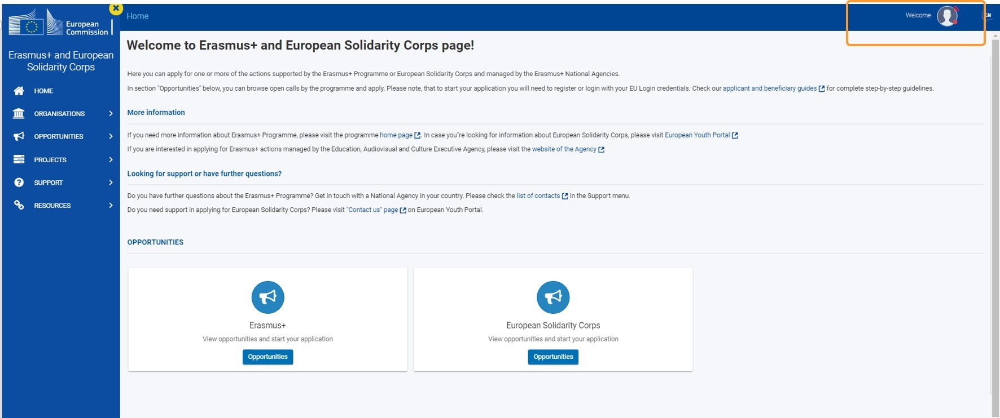 European
Commission
Home
Welcome
EN
Erasmus+ and European
Solidarity Corps
HOME
ORGANISATIONS
OPPORTUNITIES
PROJECTS
SUPPORT
RESOURCES
Welcome to Erasmus+ and European Solidarity Corps page!
Here you can apply for one or more of the actions supported by the Erasmus+ Programme or European Solidarity Corps and managed by the Erasmus+ National Agencies.
In section "Opportunities" below, you can browse open calls by the programme and apply. Please note, that to start your application you will need to register or login with your EU Login credentials. Check our applicant and beneficiary guides for complete step-by-step guidelines.
More information
If you need more information about Erasmus+ Programme, please visit the programme home page. In case you"re looking for information about European Solidarity Corps, please visit European Youth Portal
If you are interested in applying for Erasmus+ actions managed by the Education, Audiovisual and Culture Executive Agency, please visit the website of the Agency
Looking for support or have further questions?
Do you have further questions about the Erasmus+ Programme? Get in touch with a National Agency in your country. Please check the list of contacts in the Support menu.
Do you need support in applying for European Solidarity Corps? Please visit "Contact us" page on European Youth Portal.
OPPORTUNITIES
Erasmus+
View opportunities and start your application
Opportunities
European Solidarity Corps
View opportunities and start your application
Opportunities